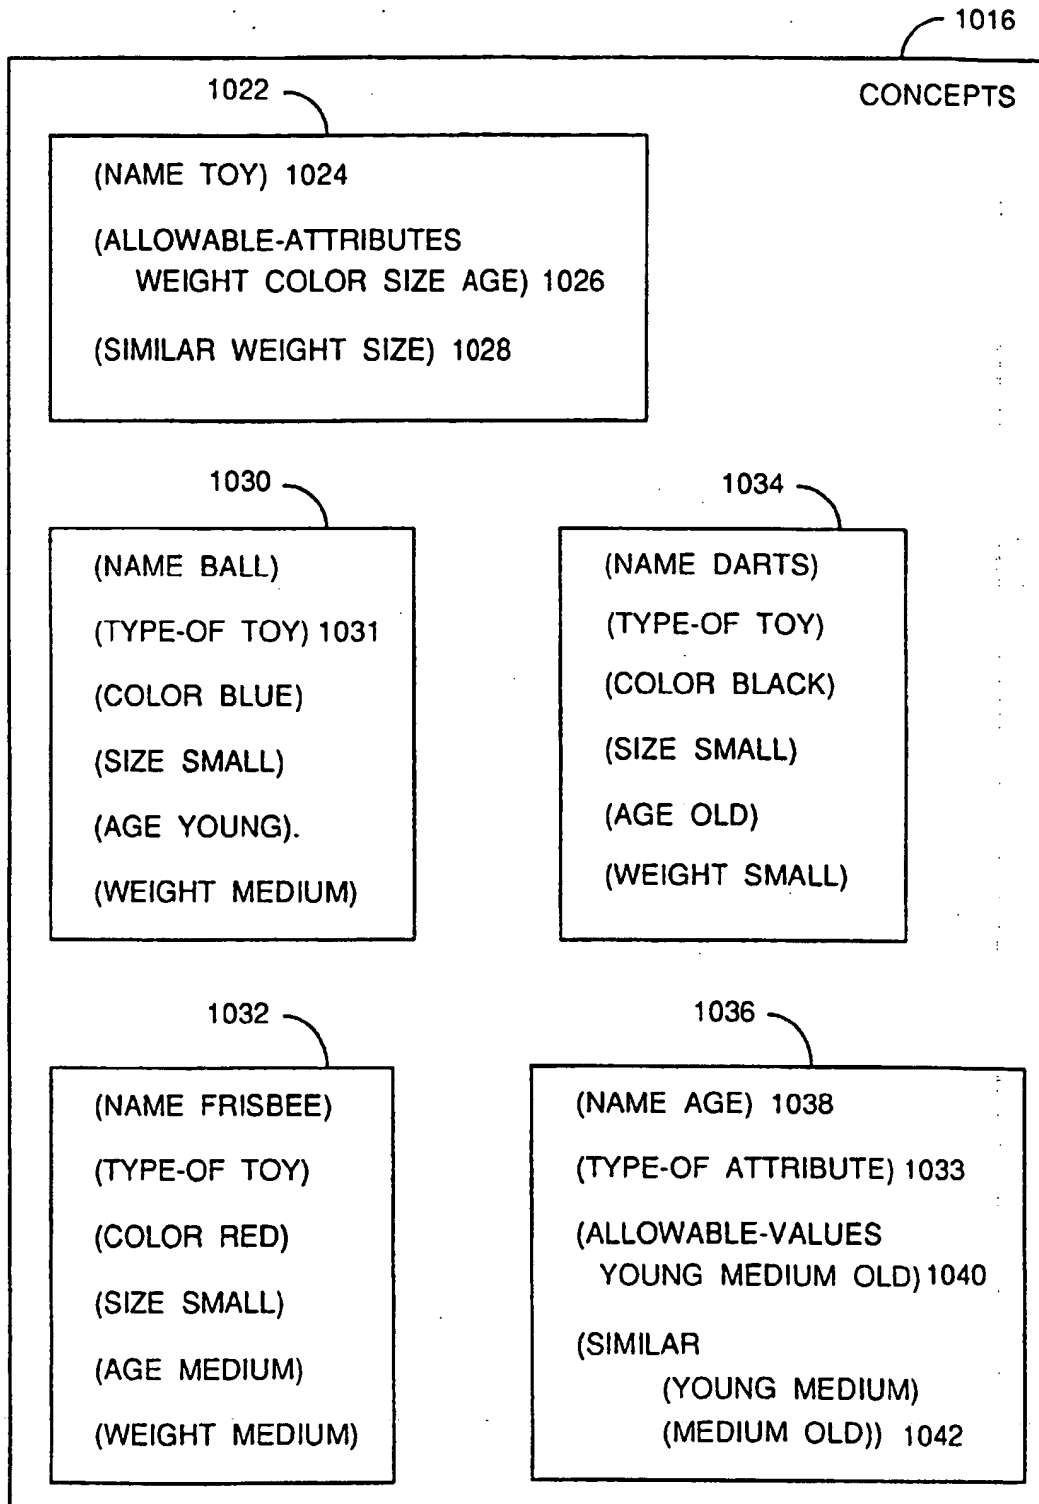 1016
CONCEPTS
1022
(NAME TOY) 1024
(ALLOWABLE-ATTRIBUTES
WEIGHT COLOR SIZE AGE) 1026
(SIMILAR WEIGHT SIZE) 1028
1030
(NAME BALL)
(TYPE-OF TOY) 1031
(COLOR BLUE)
(SIZE SMALL)
(AGE YOUNG).
(WEIGHT MEDIUM)
1034
(NAME DARTS)
(TYPE-OF TOY)
(COLOR BLACK)
(SIZE SMALL)
(AGE OLD)
(WEIGHT SMALL)
1032
(NAME FRISBEE)
(TYPE-OF TOY)
(COLOR RED)
(SIZE SMALL)
(AGE MEDIUM)
(WEIGHT MEDIUM)
1036
(NAME AGE) 1038
(TYPE-OF ATTRIBUTE) 1033
(ALLOWABLE-VALUES
YOUNG MEDIUM OLD) 1040
(SIMILAR
(YOUNG MEDIUM)
(MEDIUM OLD)) 1042